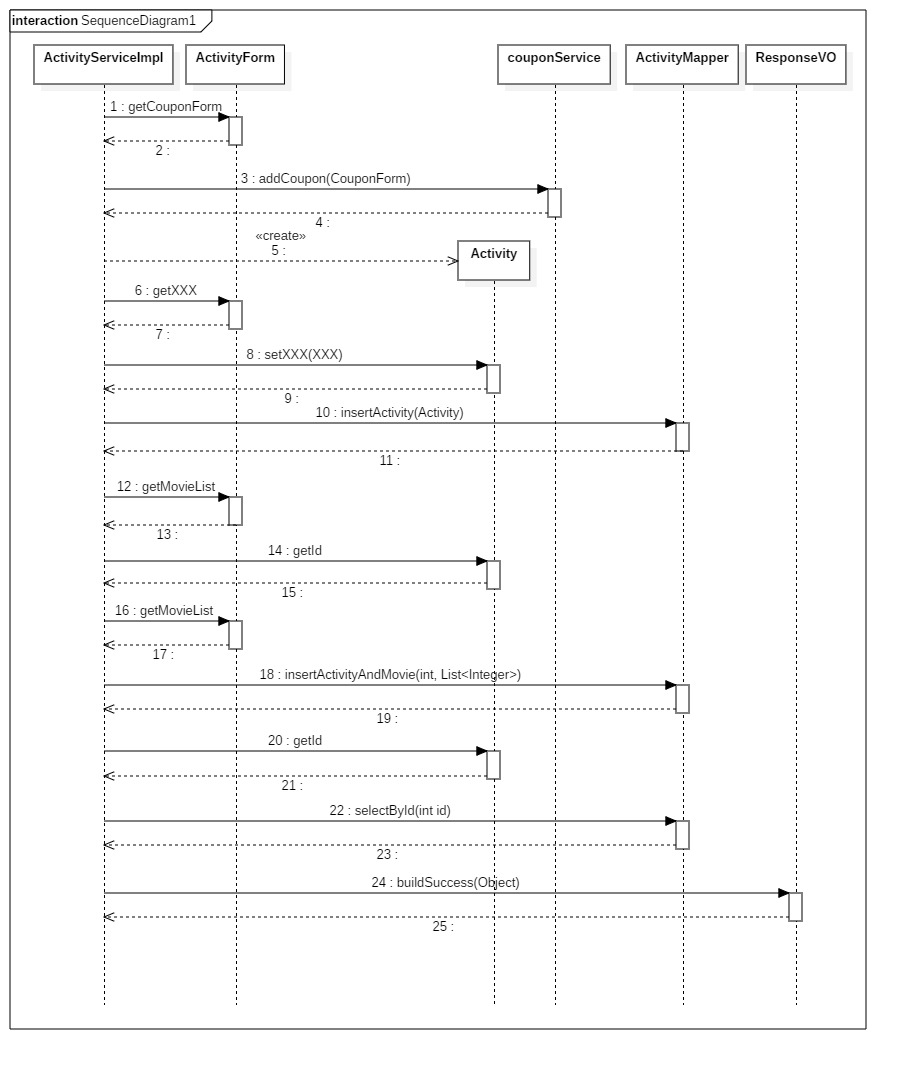 interaction SequenceDiagram1
ActivityServiceImpl
ActivityForm
couponService
ActivityMapper
ResponseVO
1 : getCouponForm
2 :
3 : addCoupon(CouponForm)
4 :
«create»
5 :
Activity
6 : getXXX
7 :
8 : setXXX(XXX)
9 :
10 : insertActivity(Activity)
11 :
12 : getMovieList
13 :
14 : getId
15 :
16 : getMovieList
17 :
18 : insertActivityAndMovie(int, List<Integer>)
19 :
20 : getId
21 :
22 : selectById(int id)
23 :
24 : buildSuccess(Object)
25 :